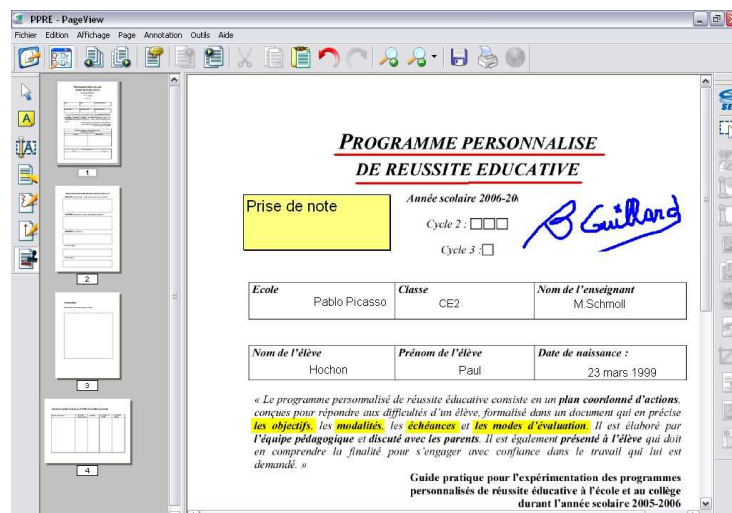 PPRE - PageView
Fichier Edition Affichage Page Annotation Outils Aide
1
2
3
4
PROGRAMME PERSONNALISE
DE REUSSITE EDUCATIVE
Prise de note
Année scolaire 2006-20
Cycle 2 :
Cycle 3 :
B Guillard
Ecole Classe Nom de l'enseignant
Pablo Picasso CE2 M.Schmoll
Nom de l'élève Prénom de l'élève Date de naissance :
Hochon Paul 23 mars 1999
« Le programme personnalisé de réussite éducative consiste en un plan coordonné d'actions,
conçues pour répondre aux difficultés d'un élève, formalisé dans un document qui en précise
les objectifs, les modalités, les échéances et les modes d'évaluation. Il est élaboré par
l'équipe pédagogique et discuté avec les parents. Il est également présenté à l'élève qui doit
en comprendre la finalité pour s'engager avec confiance dans le travail qui lui est
demandé. »
Guide pratique pour l'expérimentation des programmes
personnalisés de réussite éducative à l'école et au collège
durant l'année scolaire 2005-2006